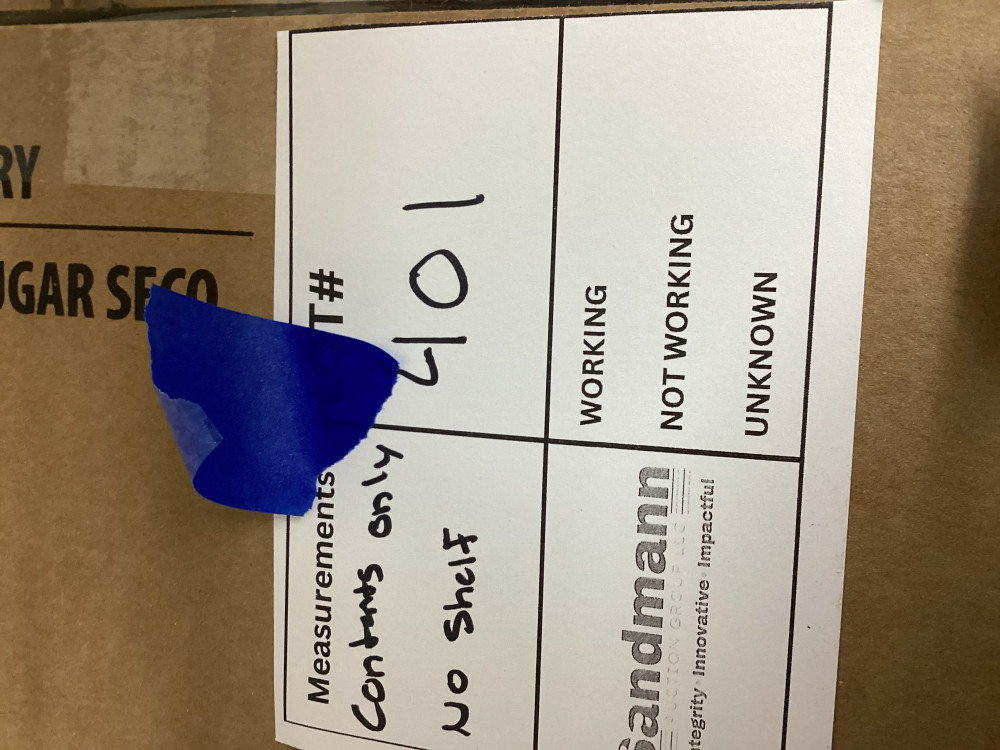 RY
UGAR SECO
Measurements
T#
Contents only
No Shelf
401
WORKING
NOT WORKING
UNKNOWN
Sandmann
AUCTION GROUP LLC
ntegrity · Innovative · Impactful